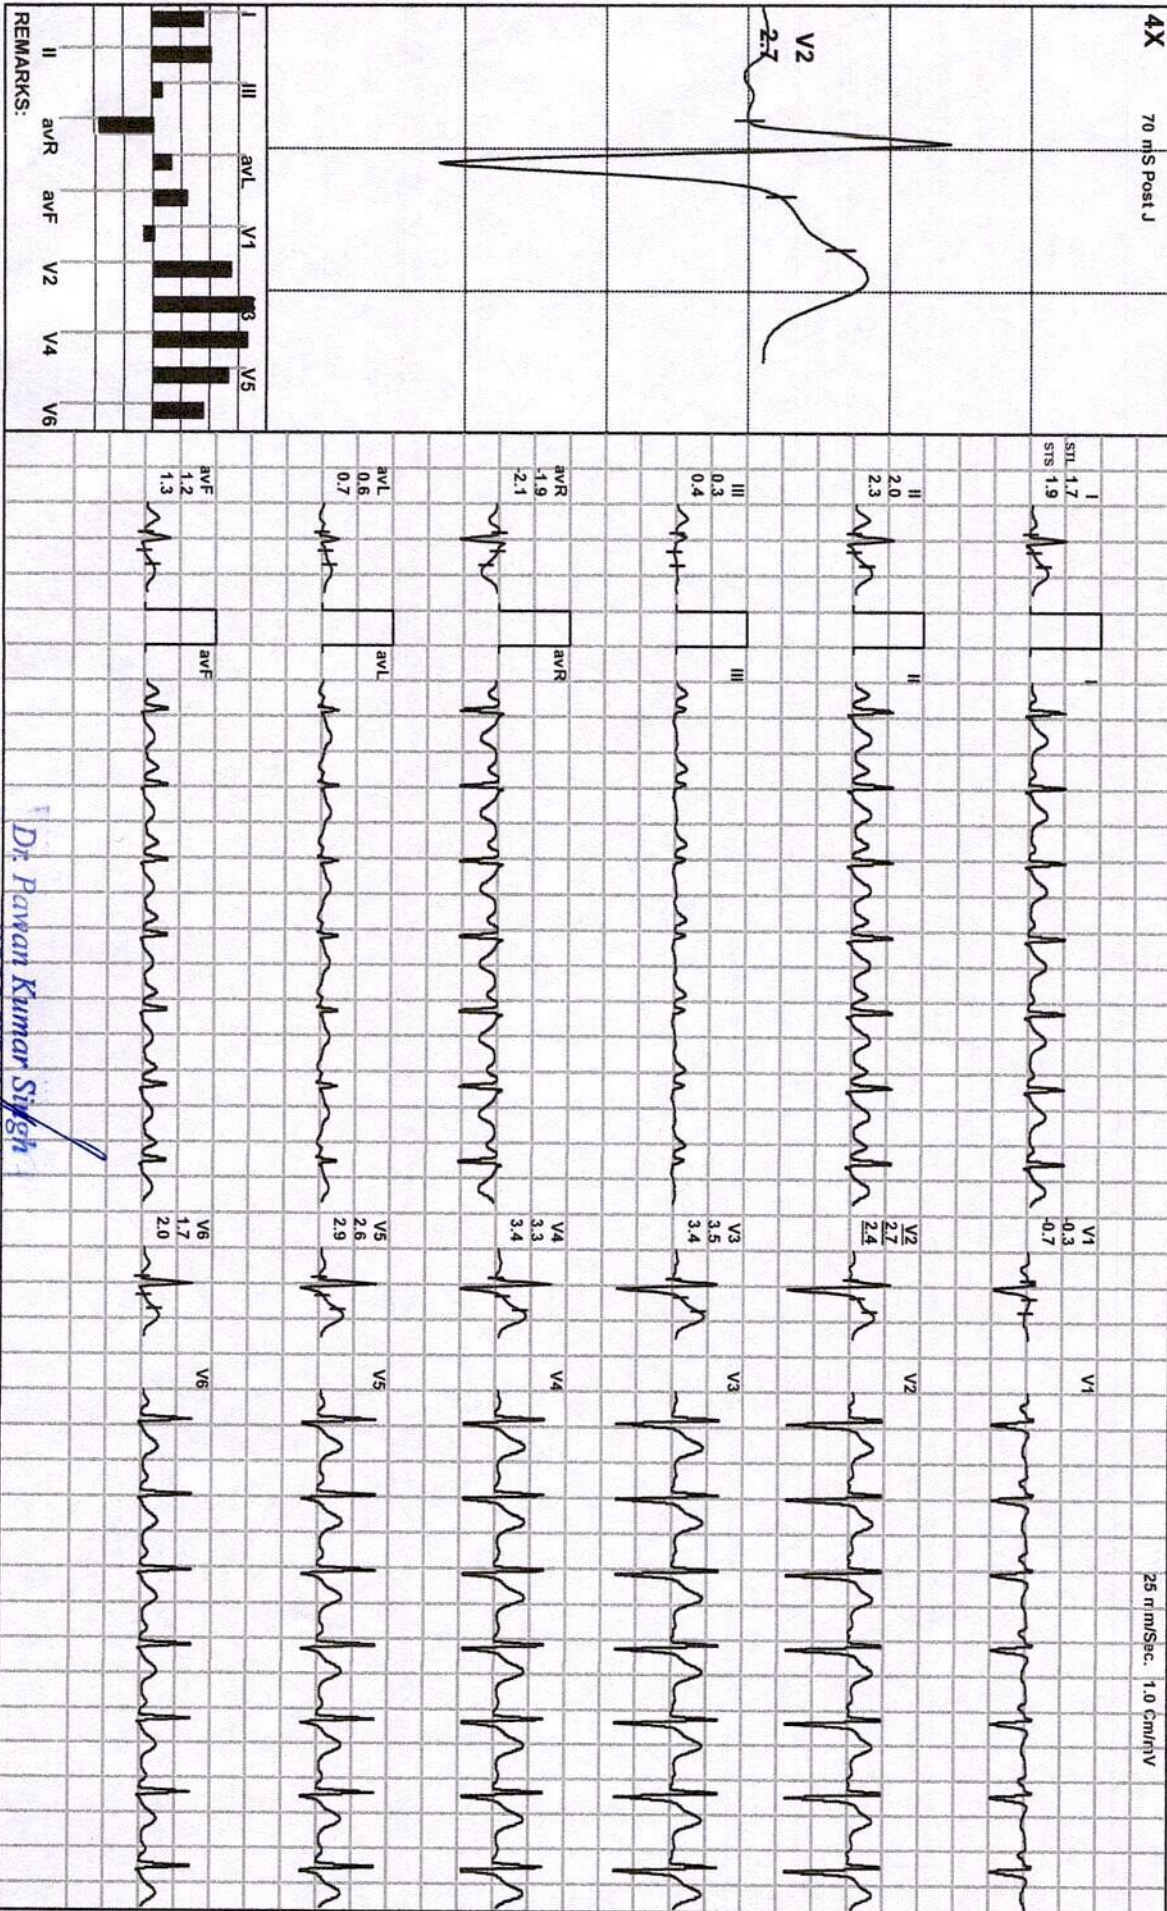 4X 70 mS Post J
25 mm/Sec. 1.0 Cm/mV
V2
2.7
I
STL 1.7
STS 1.9
I
V1
-0.3
-0.7
V1
II
2.0
2.3
II
V2
2.7
2.4
V2
III
0.3
0.4
III
V3
3.5
3.4
V3
avR
-1.9
-2.1
avR
V4
3.3
3.4
V4
avL
0.6
0.7
avL
V5
2.6
2.9
V5
avF
1.2
1.3
avF
V6
1.7
2.0
V6
I III avL V1 V5
II avR avF V2 V4 V6
REMARKS:
Dr. Pawan Kumar Singh